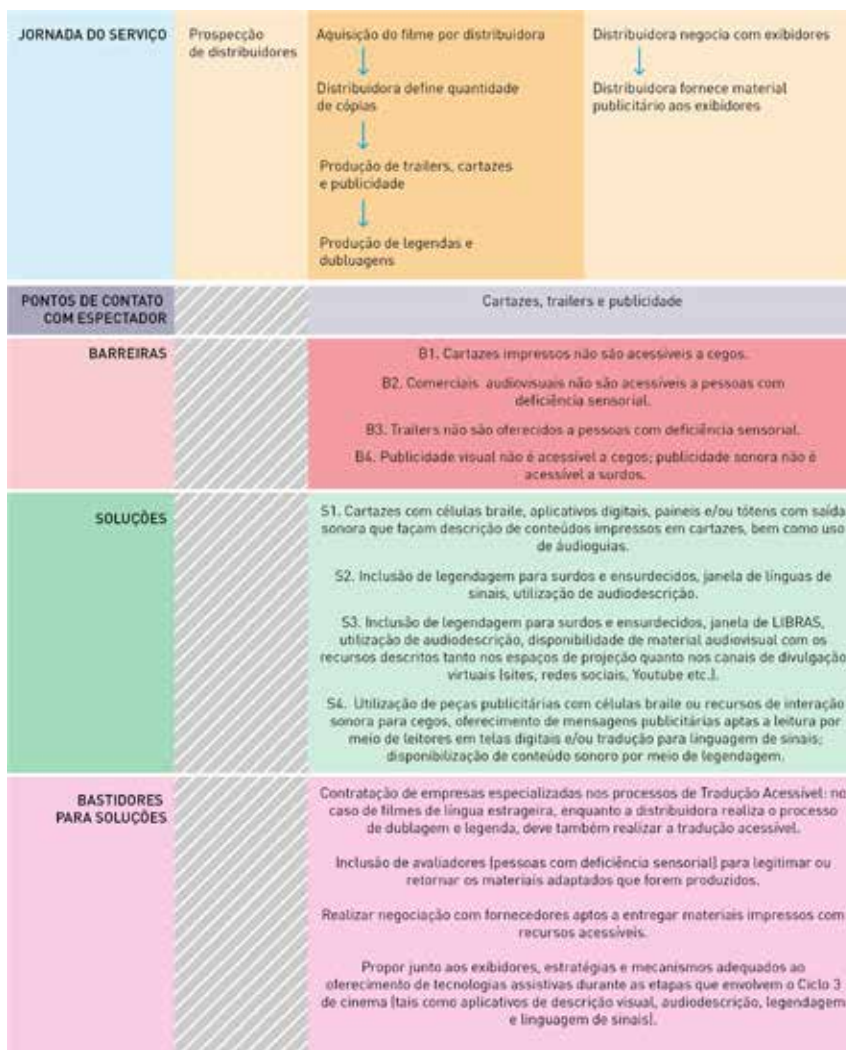 JORNADA DO SERVIÇO
Prospecção
de distribuidores
Aquisição do filme por distribuidora
Distribuidora define quantidade
de cópias
Produção de trailers, cartazes
e publicidade
Produção de legendas e
dubluagens
Distribuidora negocia com exibidores
Distribuidora fornece material
publicitário aos exibidores
PONTOS DE CONTATO
COM ESPECTADOR
Cartazes, trailers e publicidade
BARREIRAS
B1. Cartazes impressos não são acessíveis a cegos.
B2. Comerciais audiovisuais não são acessíveis a pessoas com
deficiência sensorial.
B3. Trailers não são oferecidos a pessoas com deficiência sensorial.
B4. Publicidade visual não é acessível a cegos; publicidade sonora não é
acessível a surdos.
SOLUÇÕES
S1. Cartazes com células braile, aplicativos digitais, paineis e/ou tótens com saída
sonora que façam descrição de conteúdos impressos em cartazes, bem como uso
de áudioguias.
S2. Inclusão de legendagem para surdos e ensurdecidos, janela de línguas de
sinais, utilização de audiodescrição.
S3. Inclusão de legendagem para surdos e ensurdecidos, janela de LIBRAS,
utilização de audiodescrição, disponibilidade de material audiovisual com os
recursos descritos tanto nos espaços de projeção quanto nos canais de divulgação
virtuais (sites, redes sociais, Youtube etc.).
S4. Utilização de peças publicitárias com células braile ou recursos de interação
sonora para cegos, oferecimento de mensagens publicitárias aptas a leitura por
meio de leitores em telas digitais e/ou tradução para linguagem de sinais;
disponibilização de conteúdo sonoro por meio de legendagem.
BASTIDORES
PARA SOLUÇÕES
Contratação de empresas especializadas nos processos de Tradução Acessível: no
caso de filmes de língua estrageira, enquanto a distribuidora realiza o processo
de dublagem e legenda, deve também realizar a tradução acessível.
Inclusão de avaliadores (pessoas com deficiência sensorial) para legitimar ou
retornar os materiais adaptados que forem produzidos.
Realizar negociação com fornecedores aptos a entregar materiais impressos com
recursos acessíveis.
Propor junto aos exibidores, estratégias e mecanismos adequados ao
oferecimento de tecnologias assistivas durante as etapas que envolvem o Ciclo 3
de cinema (tais como aplicativos de descrição visual, audiodescrição, legendagem
e linguagem de sinais).